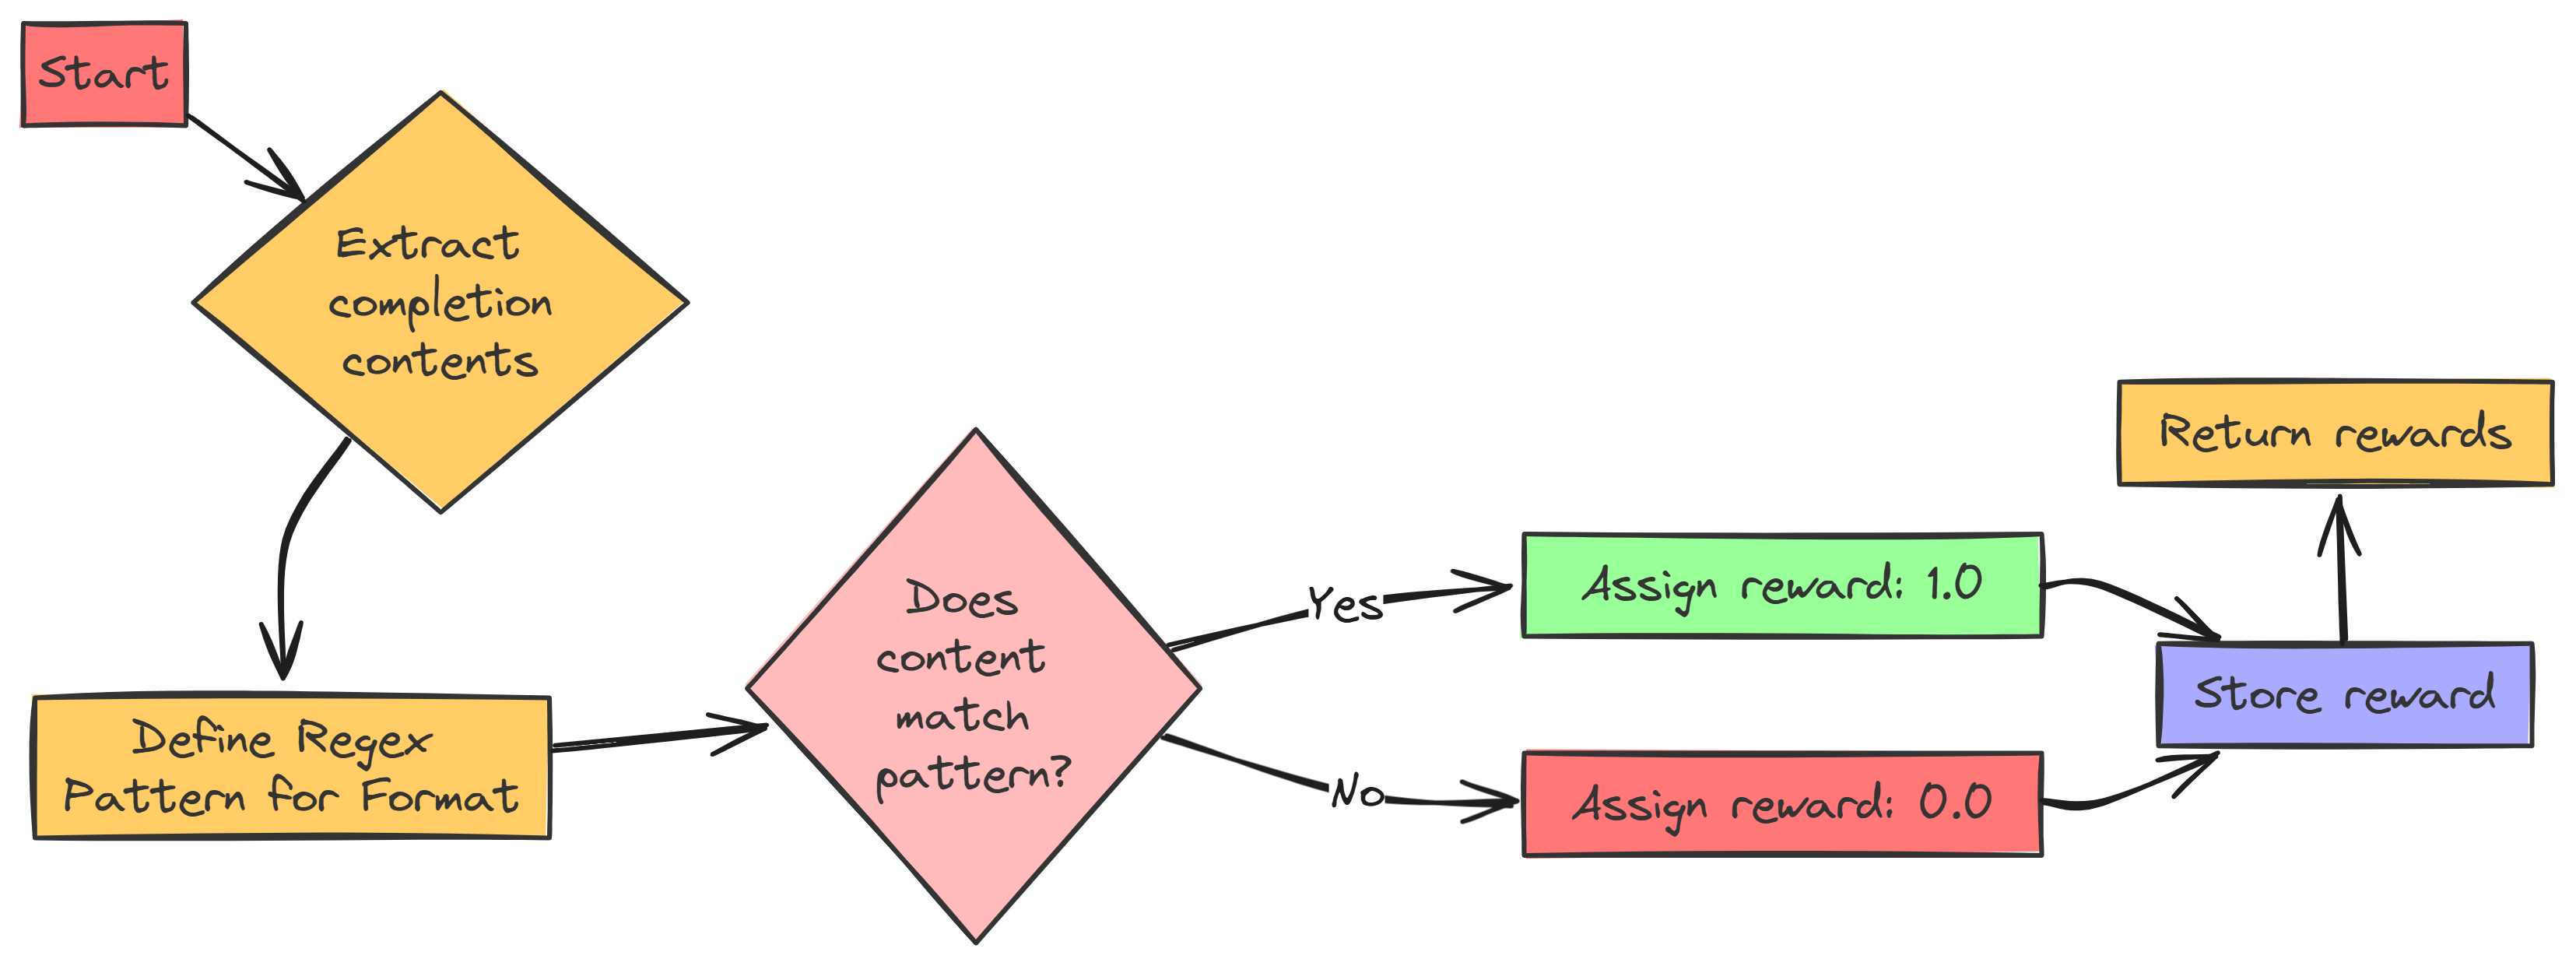 Start
Extract
completion
contents
Define Regex
Pattern for Format
Does
content
match
pattern?
Yes
No
Assign reward: 1.0
Assign reward: 0.0
Store reward
Return rewards